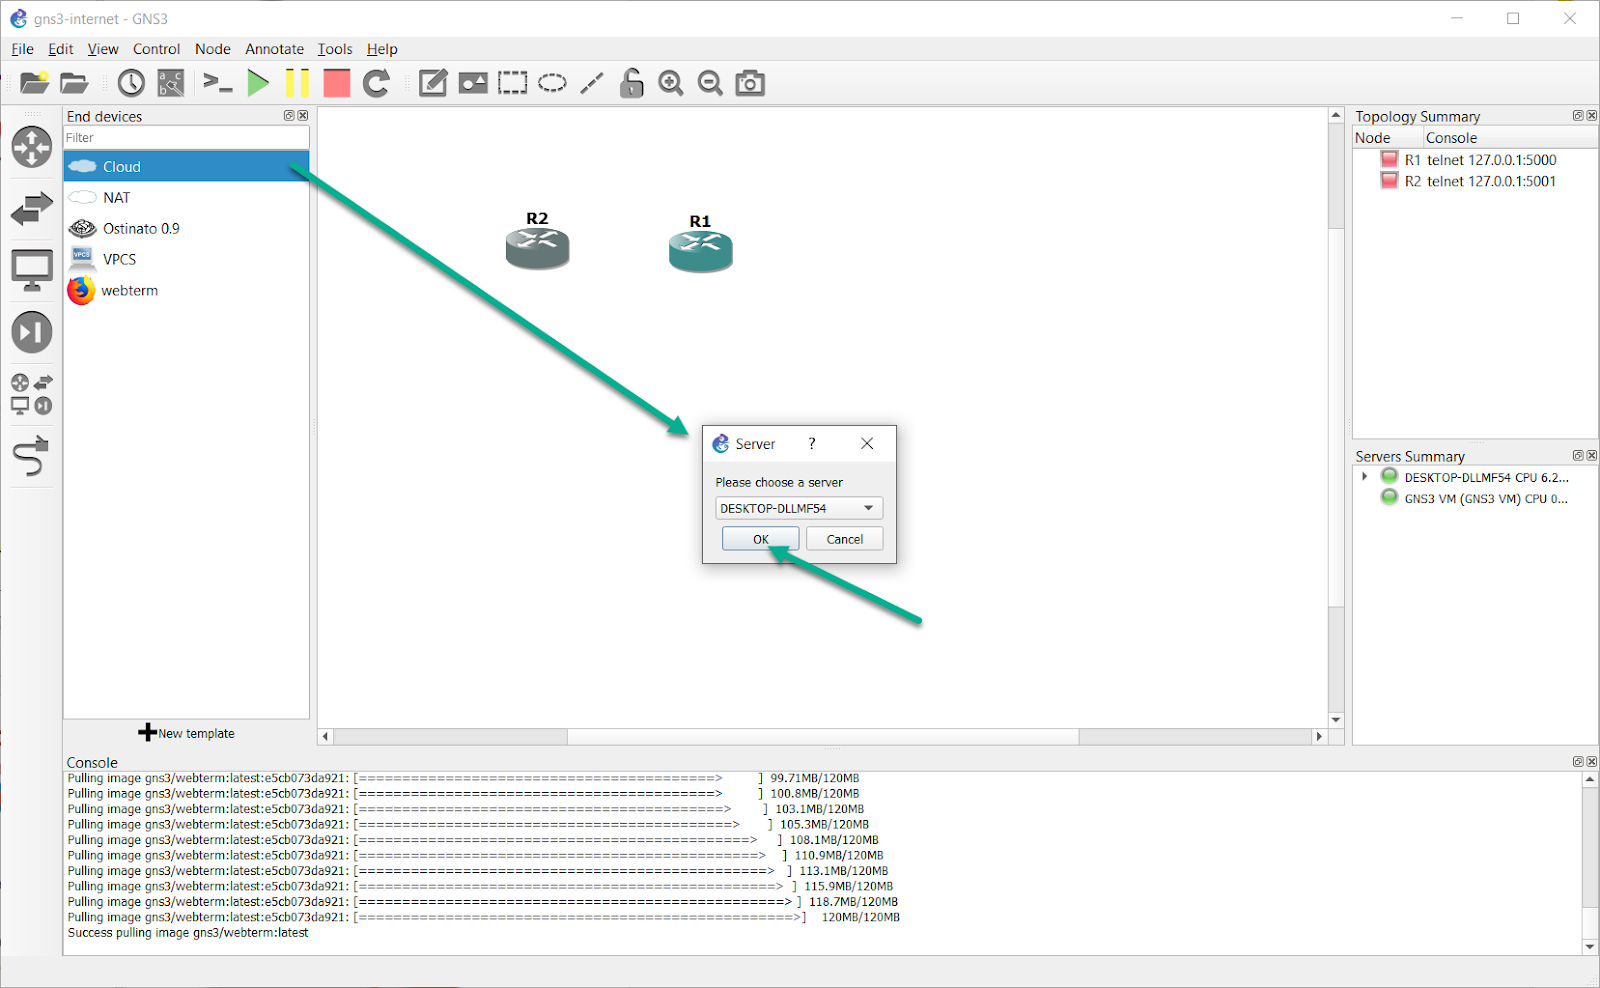 gns3-internet - GNS3
File Edit View Control Node Annotate Tools Help
End devices
Filter
Cloud
NAT
Ostinato 0.9
VPCS
VPCS
webterm
New template
R2
R1
Server ?
Please choose a server
DESKTOP-DLLMF54
OK Cancel
Topology Summary
Node Console
R1 telnet 127.0.0.1:5000
R2 telnet 127.0.0.1:5001
Servers Summary
DESKTOP-DLLMF54 CPU 6.2...
GNS3 VM (GNS3 VM) CPU 0...
Console
Pulling image gns3/webterm:latest:e5cb073da921: [=========================================> ] 99.71MB/120MB
Pulling image gns3/webterm:latest:e5cb073da921: [=========================================> ] 100.8MB/120MB
Pulling image gns3/webterm:latest:e5cb073da921: [==========================================> ] 103.1MB/120MB
Pulling image gns3/webterm:latest:e5cb073da921: [===========================================> ] 105.3MB/120MB
Pulling image gns3/webterm:latest:e5cb073da921: [=============================================> ] 108.1MB/120MB
Pulling image gns3/webterm:latest:e5cb073da921: [==============================================> ] 110.9MB/120MB
Pulling image gns3/webterm:latest:e5cb073da921: [===============================================> ] 113.1MB/120MB
Pulling image gns3/webterm:latest:e5cb073da921: [================================================> ] 115.9MB/120MB
Pulling image gns3/webterm:latest:e5cb073da921: [=================================================> ] 118.7MB/120MB
Pulling image gns3/webterm:latest:e5cb073da921: [==================================================>] 120MB/120MB
Success pulling image gns3/webterm:latest